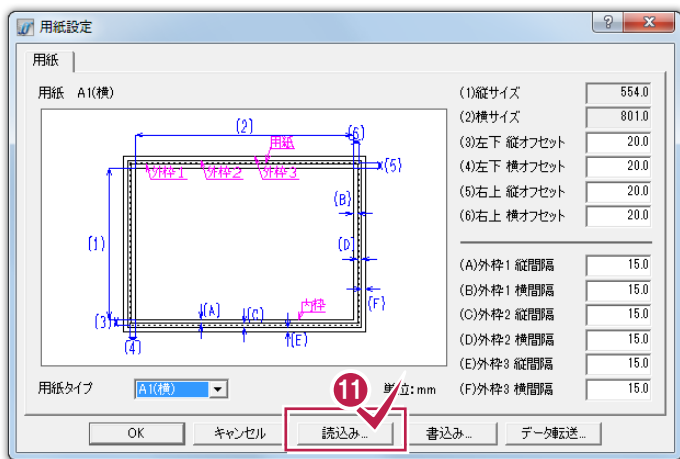 用紙設定
用紙
用紙 A1(横)
(2)
(6)
用紙
外枠1
外枠2
外枠3
(5)
(B)
(1)
(D)
(A)
(C)
内枠
(F)
(3)
(E)
(4)
(1)縦サイズ 554.0
(2)横サイズ 801.0
(3)左下 縦オフセット 20.0
(4)左下 横オフセット 20.0
(5)右上 縦オフセット 20.0
(6)右上 横オフセット 20.0
(A)外枠1 縦間隔 15.0
(B)外枠1 横間隔 15.0
(C)外枠2 縦間隔 15.0
(D)外枠2 横間隔 15.0
(E)外枠3 縦間隔 15.0
(F)外枠3 横間隔 15.0
用紙タイプ A1(横)
11
単位:mm
OK キャンセル 読込み... 書込み... データ転送...